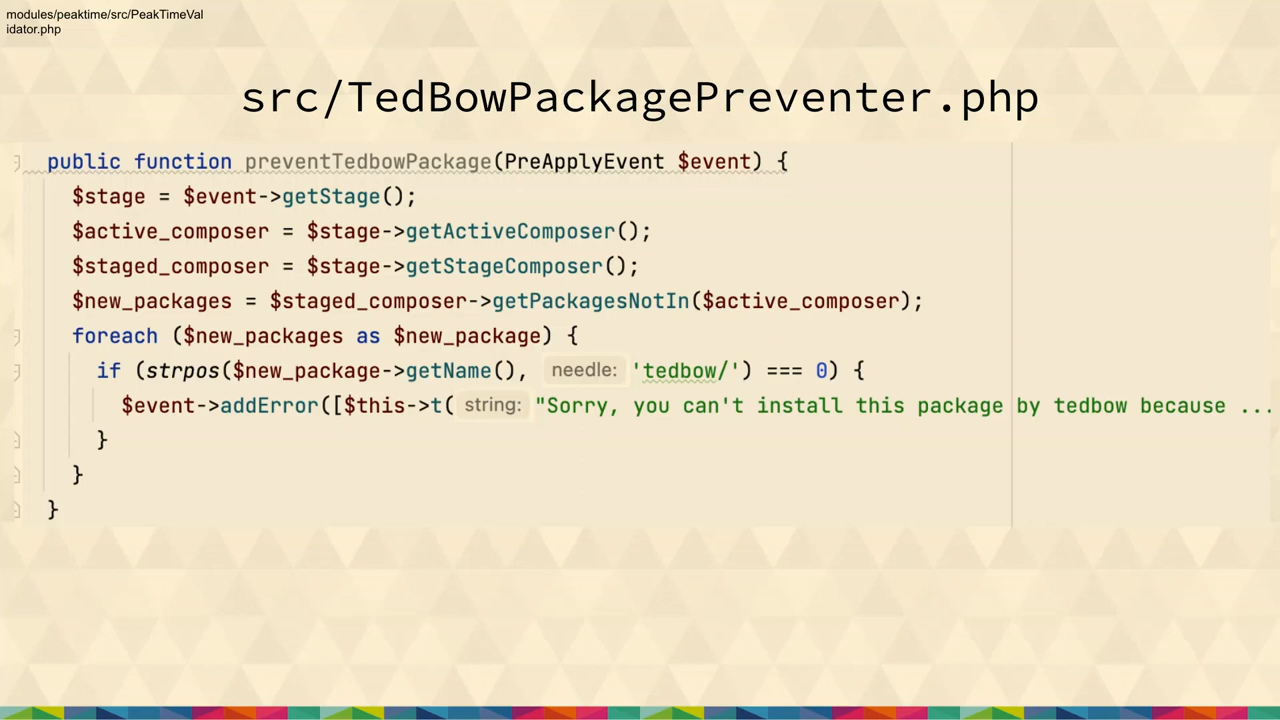 modules/peaktime/src/PeakTimeVal
idator.php
src/TedBowPackagePreventer.php
public function preventTedbowPackage(PreApplyEvent $event) {
$stage = $event->getStage();
$active_composer = $stage->getActiveComposer();
$staged_composer = $stage->getStageComposer();
$new_packages = $staged_composer->getPackagesNotIn($active_composer);
foreach ($new_packages as $new_package) {
if (strpos($new_package->getName(), needle: 'tedbow/') === 0) {
$event->addError([$this->t( string: "Sorry, you can't install this package by tedbow because ...
}
}
}